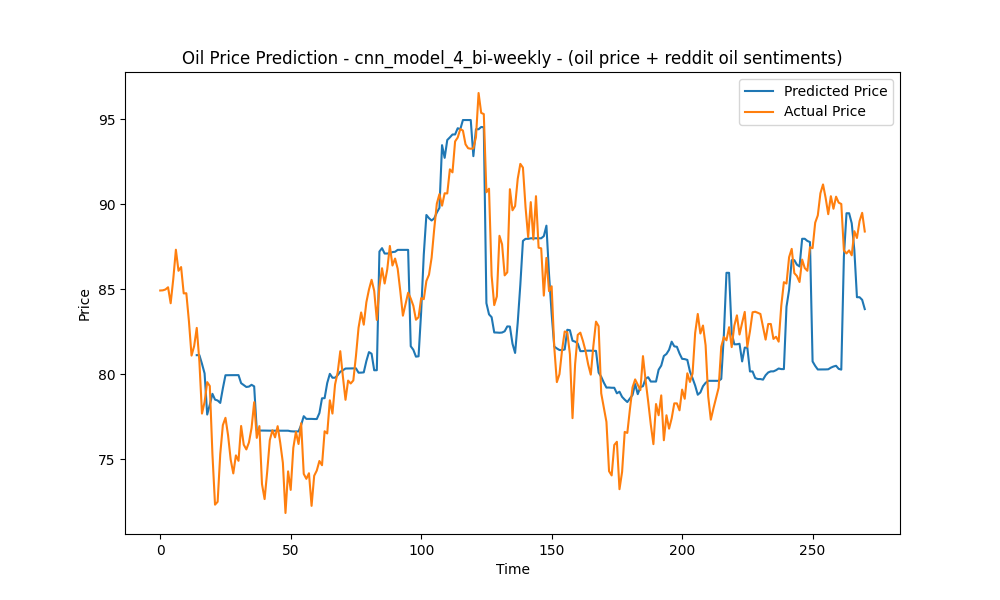 Oil Price Prediction - cnn_model_4_bi-weekly - (oil price + reddit oil sentiments)
Predicted Price
Actual Price
95
90
85
80
75
Price
0 50 100 150 200 250
Time